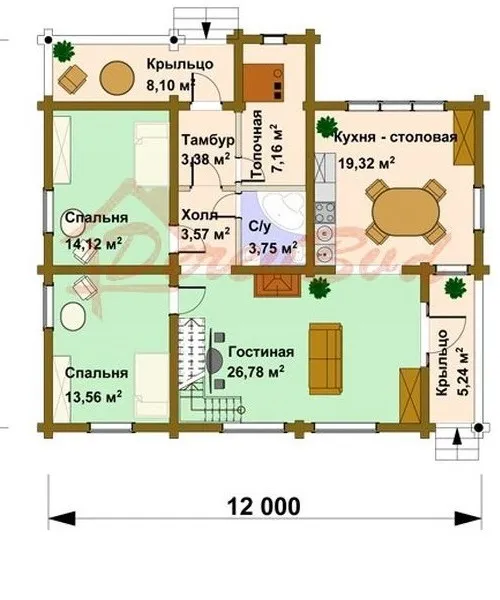 Крыльцо
8,10 м²
Тамбур
3,38 м²
Топочная
7,16 м²
Кухня - столовая
19,32 м²
Спальня
14,12 м²
Холл
3,57 м²
С/у
3,75 м²
Спальня
13,56 м²
Гостиная
26,78 м²
Крыльцо
5,24 м²
12 000